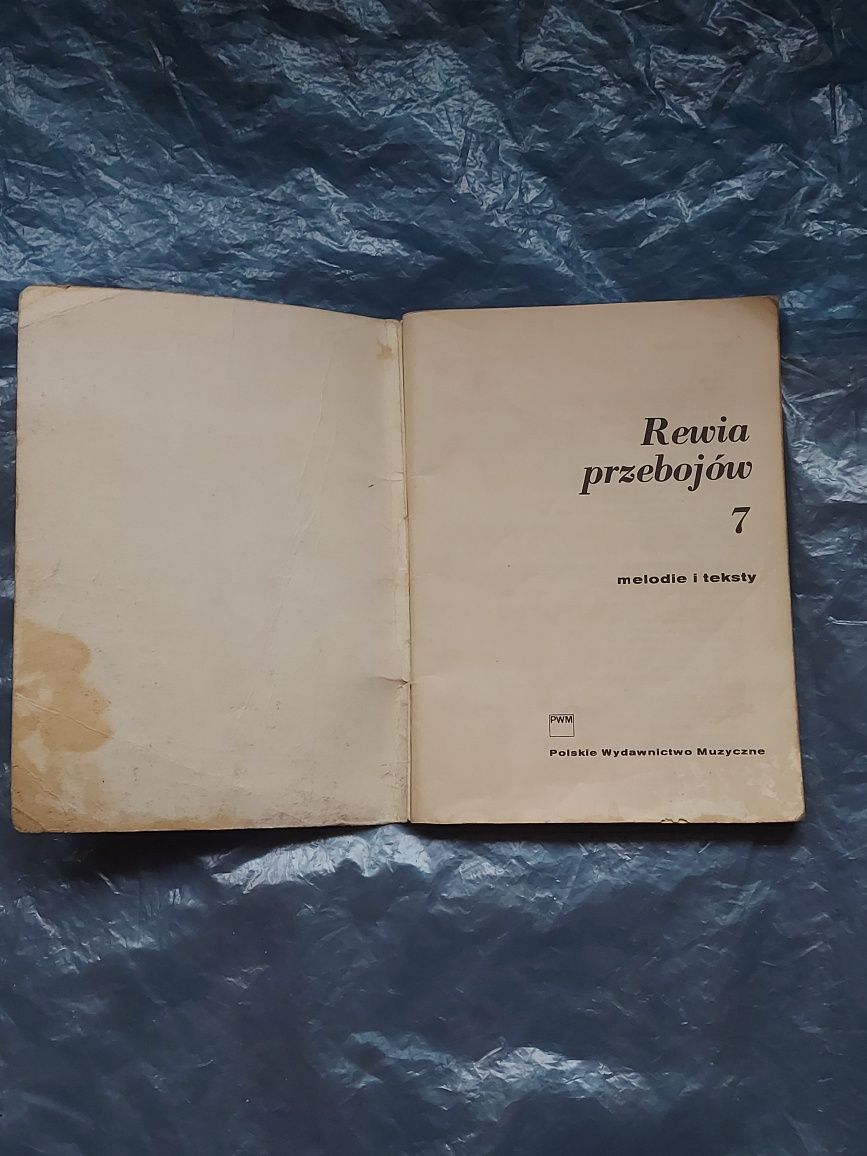 Rewia
przebojów
7
melodie i teksty
PWM
Polskie Wydawnictwo Muzyczne